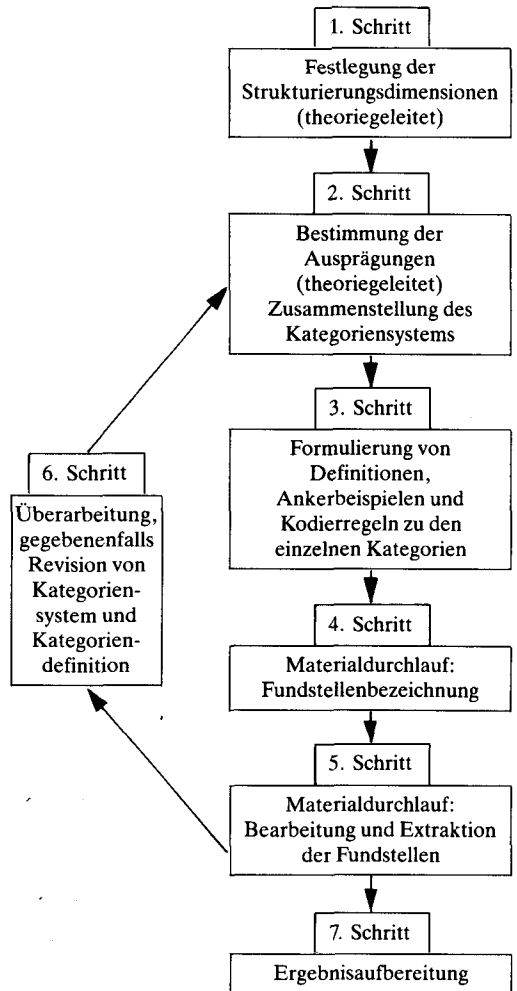 1. Schritt
Festlegung der
Strukturierungsdimensionen
(theoriegeleitet)
2. Schritt
Bestimmung der
Ausprägungen
(theoriegeleitet)
Zusammenstellung des
Kategoriensystems
3. Schritt
Formulierung von
Definitionen,
Ankerbeispielen und
Kodierregeln zu den
einzelnen Kategorien
4. Schritt
Materialdurchlauf:
Fundstellenbezeichnung
5. Schritt
Materialdurchlauf:
Bearbeitung und Extraktion
der Fundstellen
6. Schritt
Überarbeitung,
gegebenenfalls
Revision von
Kategorien-
system und
Kategorien-
definition
7. Schritt
Ergebnisaufbereitung